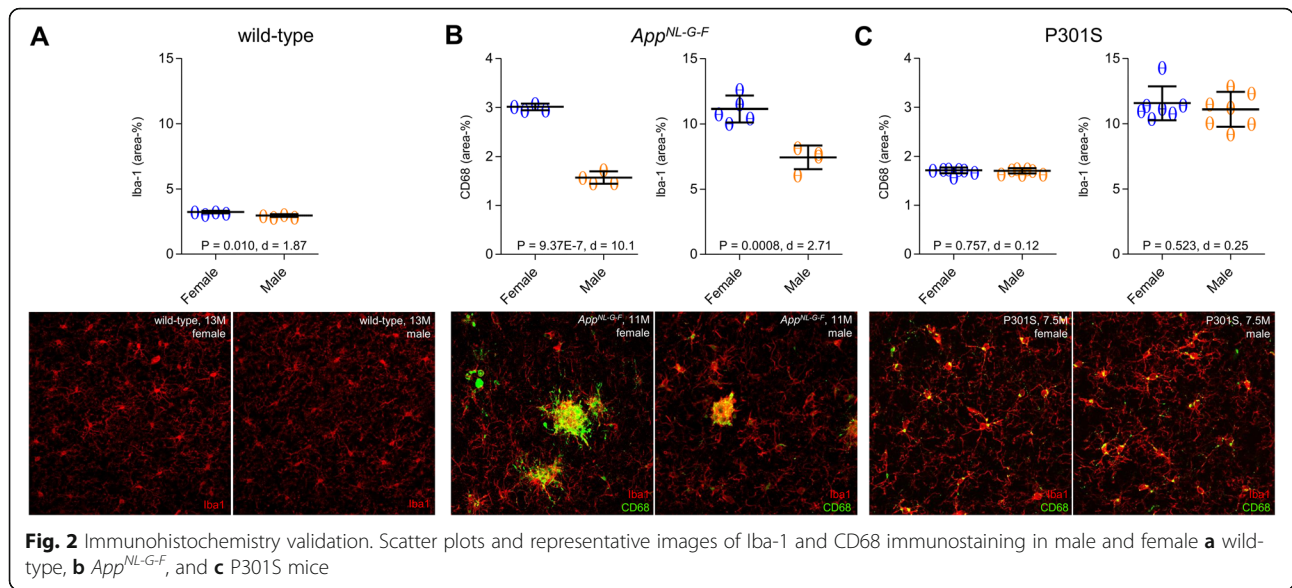 A
wild-type
15
10
5
0
Iba-1 (area-%)
P = 0.010, d = 1.87
Female
Male
B
App^NL-G-F
4
3
2
1
0
CD68 (area-%)
P = 9.37E-7, d = 10.1
Female
Male
15
10
5
0
Iba-1 (area-%)
P = 0.0008, d = 2.71
Female
Male
C
P301S
4
3
2
1
0
CD68 (area-%)
P = 0.757, d = 0.12
Female
Male
15
10
5
0
Iba-1 (area-%)
P = 0.523, d = 0.25
Female
Male
wild-type, 13M
female
Iba1
wild-type, 13M
male
Iba1
App^NL-G-F, 11M
female
Iba1
CD68
App^NL-G-F, 11M
male
Iba1
CD68
P301S, 7.5M
female
Iba1
CD68
P301S, 7.5M
male
Iba1
CD68
Fig. 2 Immunohistochemistry validation. Scatter plots and representative images of Iba-1 and CD68 immunostaining in male and female a wild-
type, b App^NL-G-F, and c P301S mice